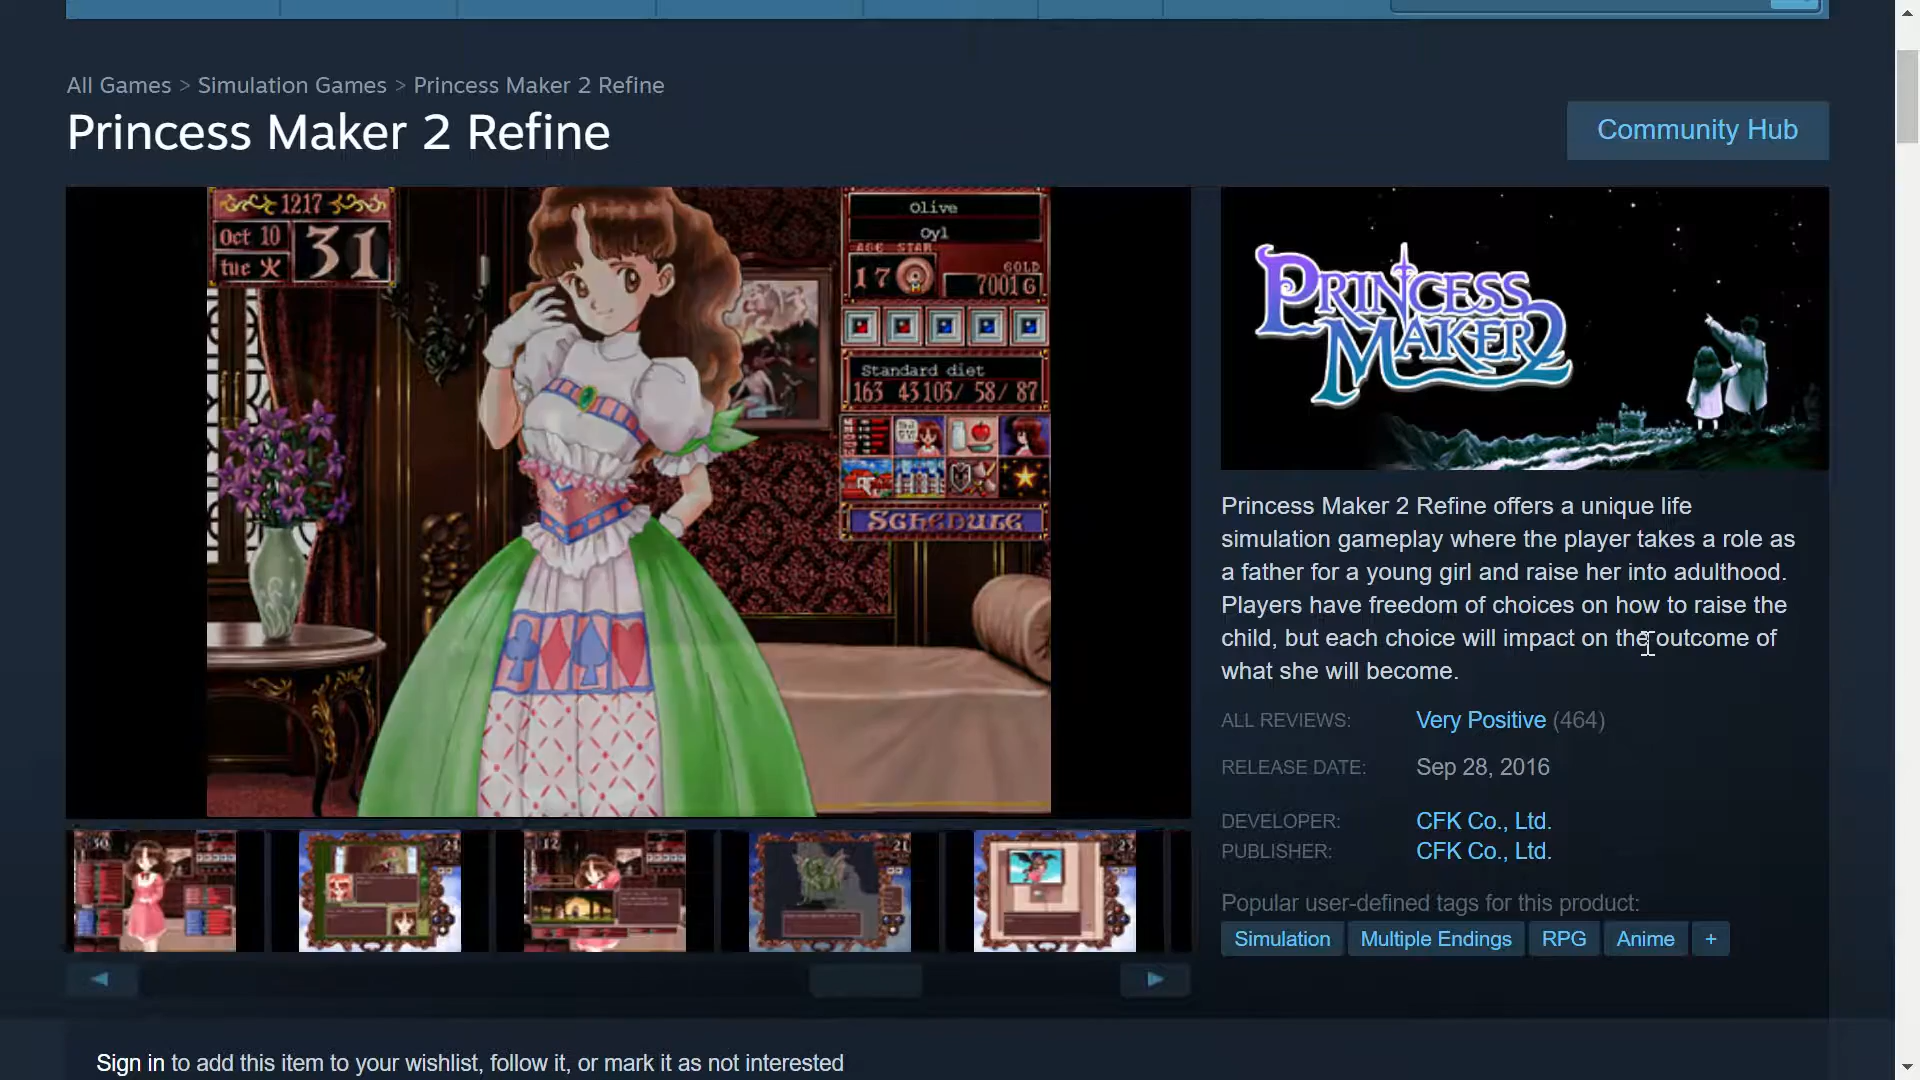 All Games > Simulation Games > Princess Maker 2 Refine
Princess Maker 2 Refine
Community Hub
1217
Oct 10
tue 火
31
Olive
Oyl
AGE STAR
17
GOLD
7001G
Standard diet
163 43 103/ 58/ 87
SCHEDULE
PRINCESS
MAKER 2
Princess Maker 2 Refine offers a unique life
simulation gameplay where the player takes a role as
a father for a young girl and raise her into adulthood.
Players have freedom of choices on how to raise the
child, but each choice will impact on the outcome of
what she will become.
ALL REVIEWS: Very Positive (464)
RELEASE DATE: Sep 28, 2016
DEVELOPER: CFK Co., Ltd.
PUBLISHER: CFK Co., Ltd.
Popular user-defined tags for this product:
Simulation Multiple Endings RPG Anime +
30
24
12
21
23
Sign in to add this item to your wishlist, follow it, or mark it as not interested